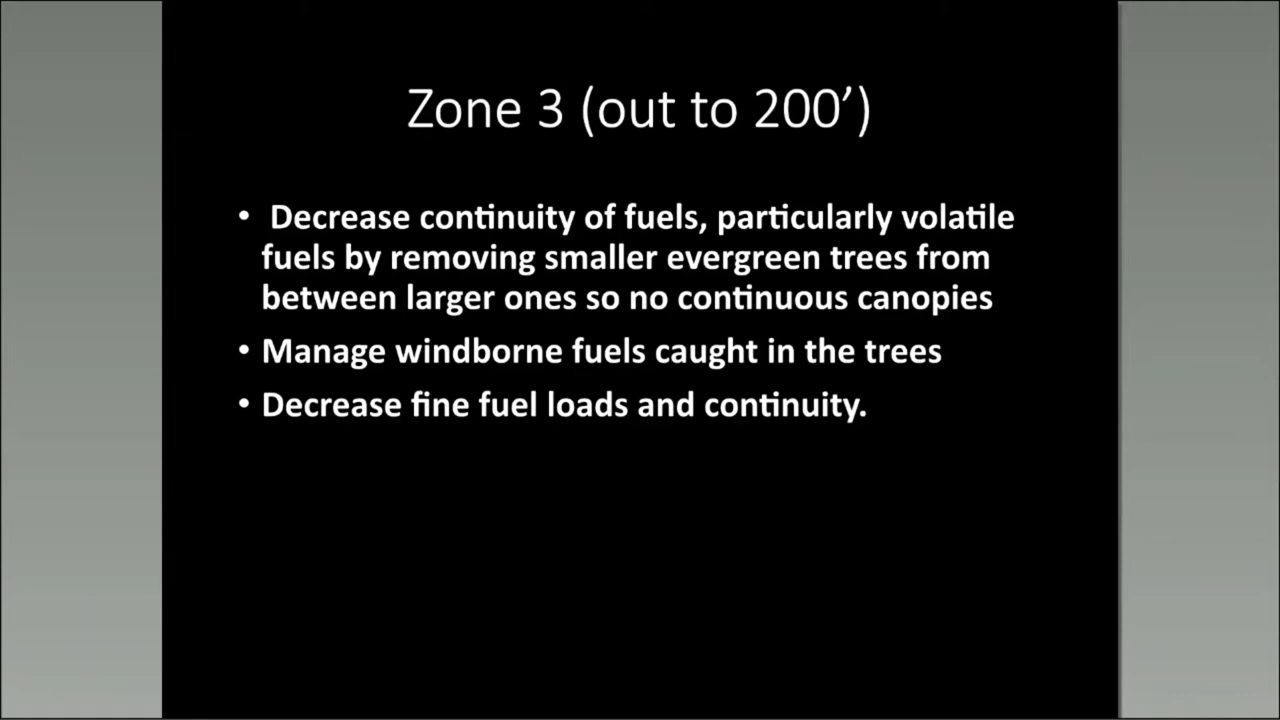 Zone 3 (out to 200’)
• Decrease continuity of fuels, particularly volatile
fuels by removing smaller evergreen trees from
between larger ones so no continuous canopies
• Manage windborne fuels caught in the trees
• Decrease fine fuel loads and continuity.